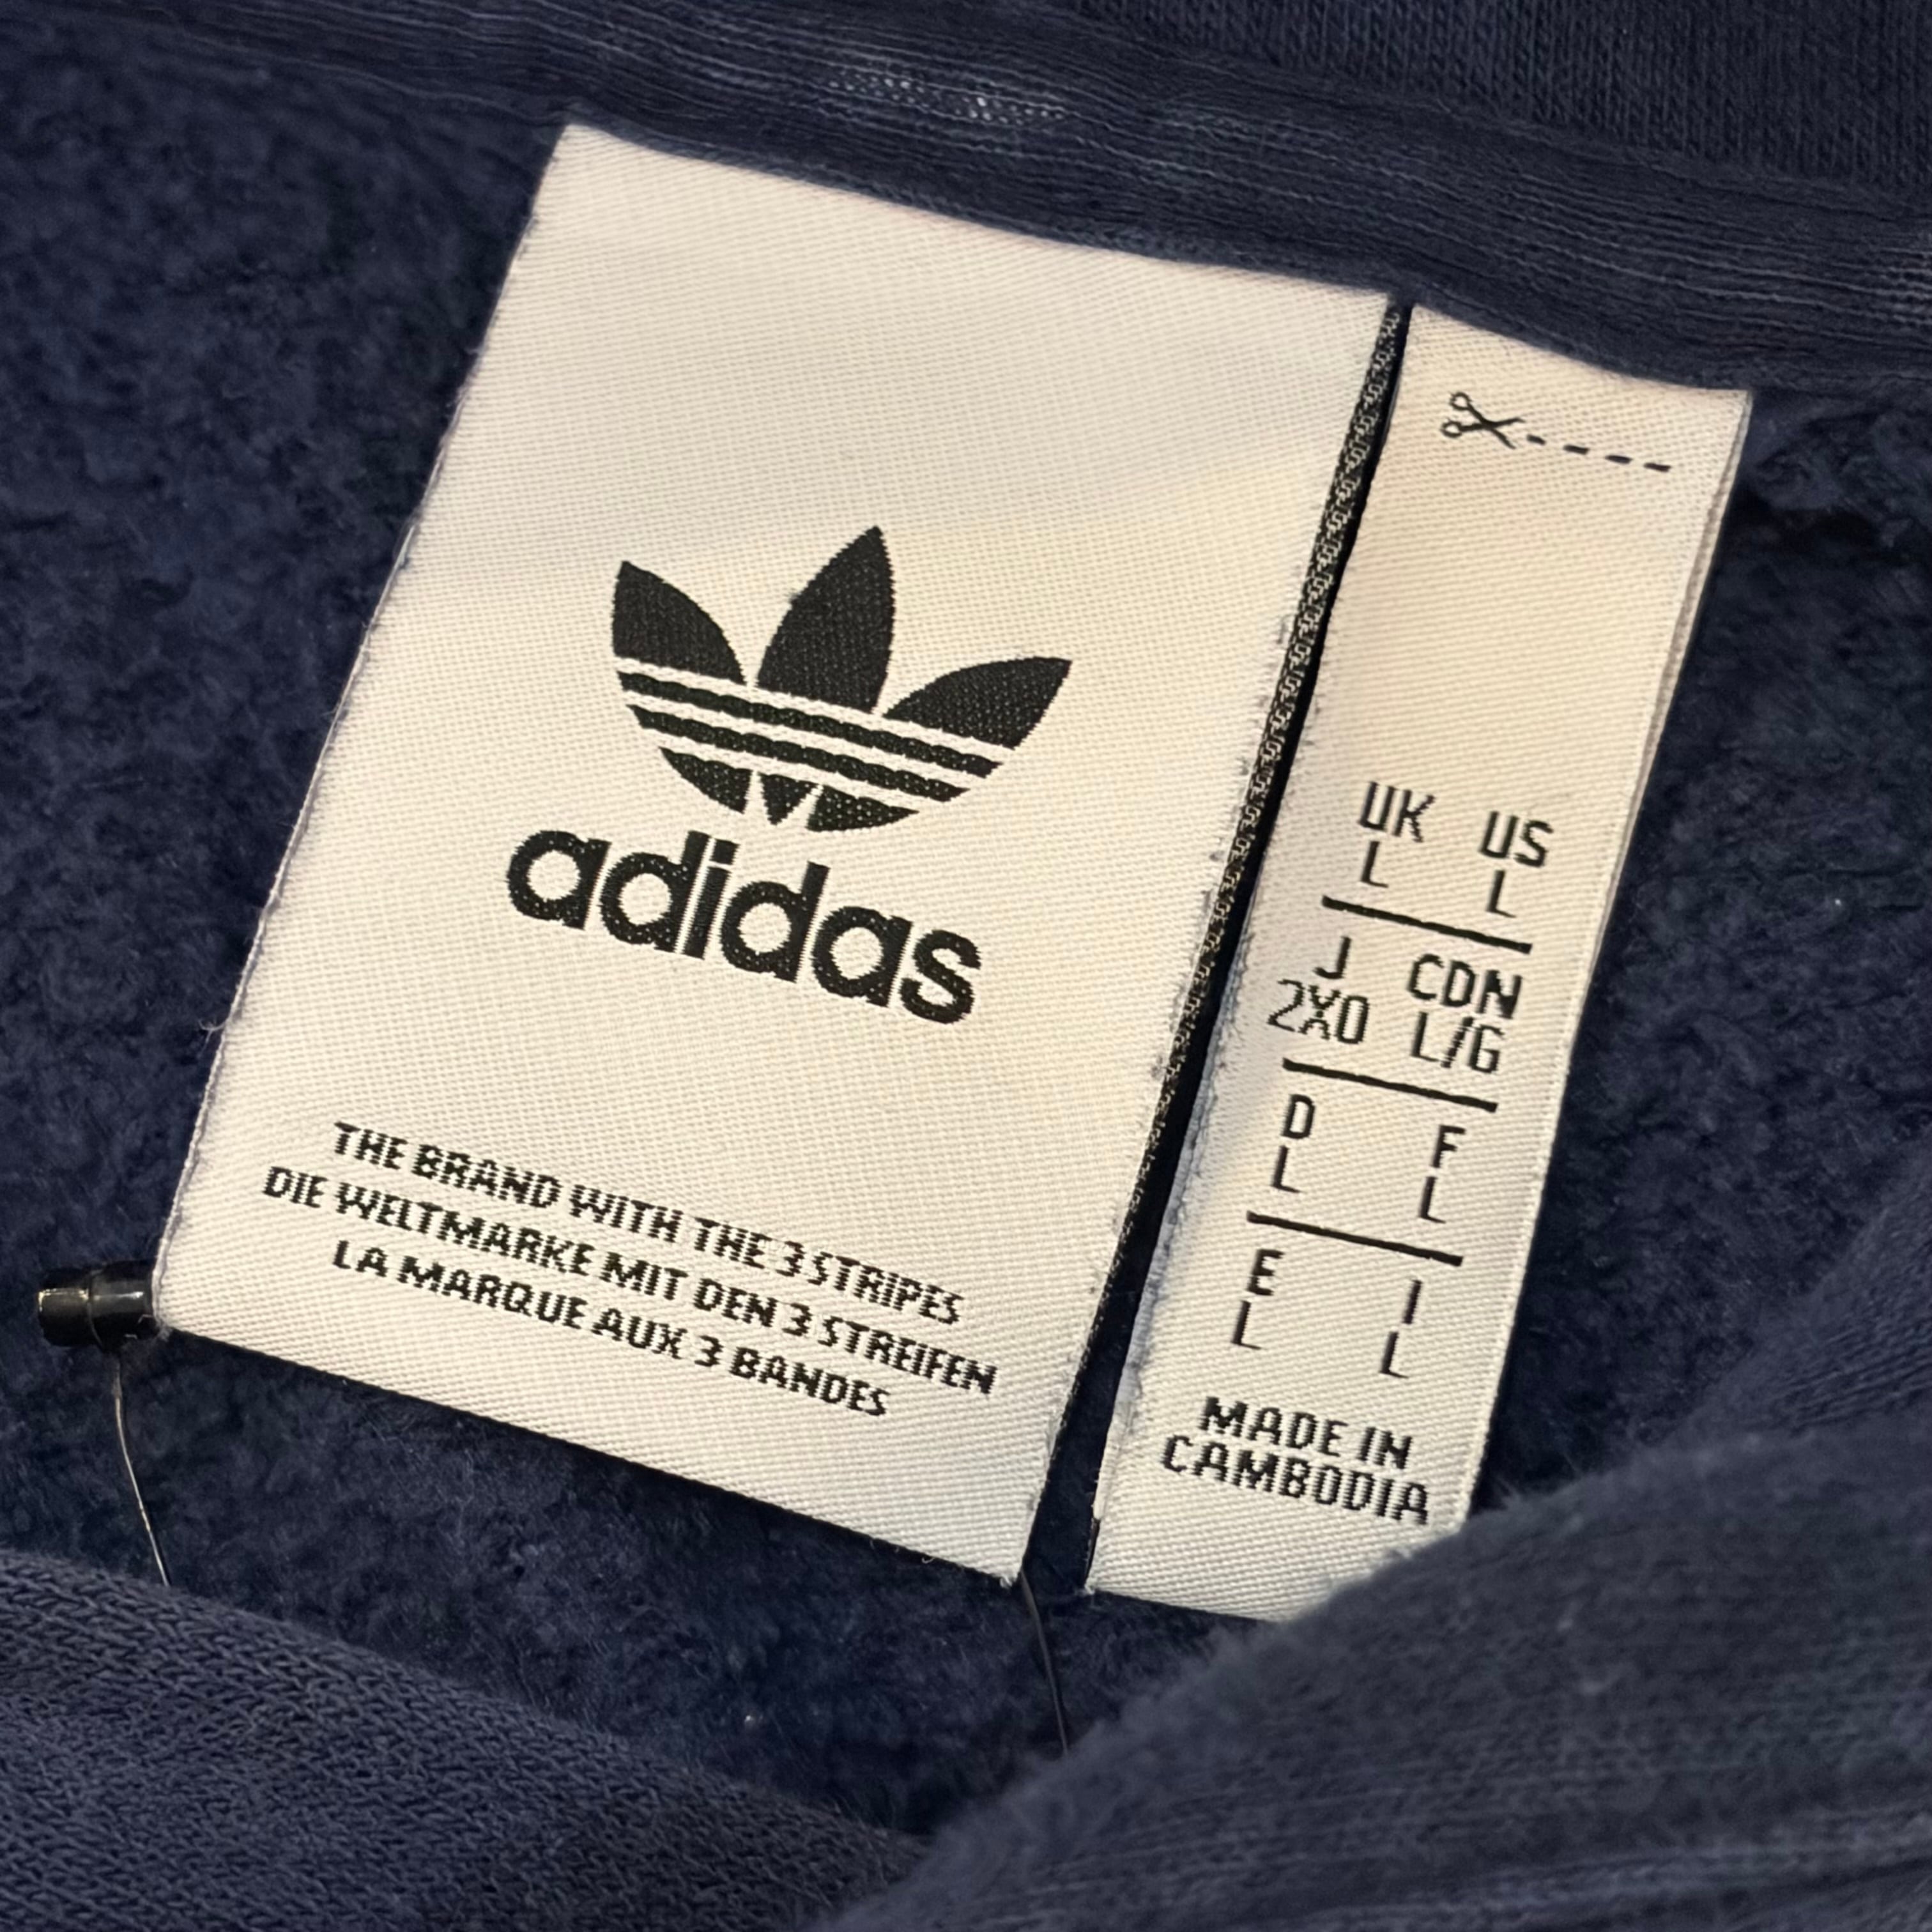 adidas
THE BRAND WITH THE 3 STRIPES
DIE WELTMARKE MIT DEN 3 STREIFEN
LA MARQUE AUX 3 BANDES
UK US
L L
J CDN
2XO L/G
D F
L L
E I
L L
MADE IN
CAMBODIA